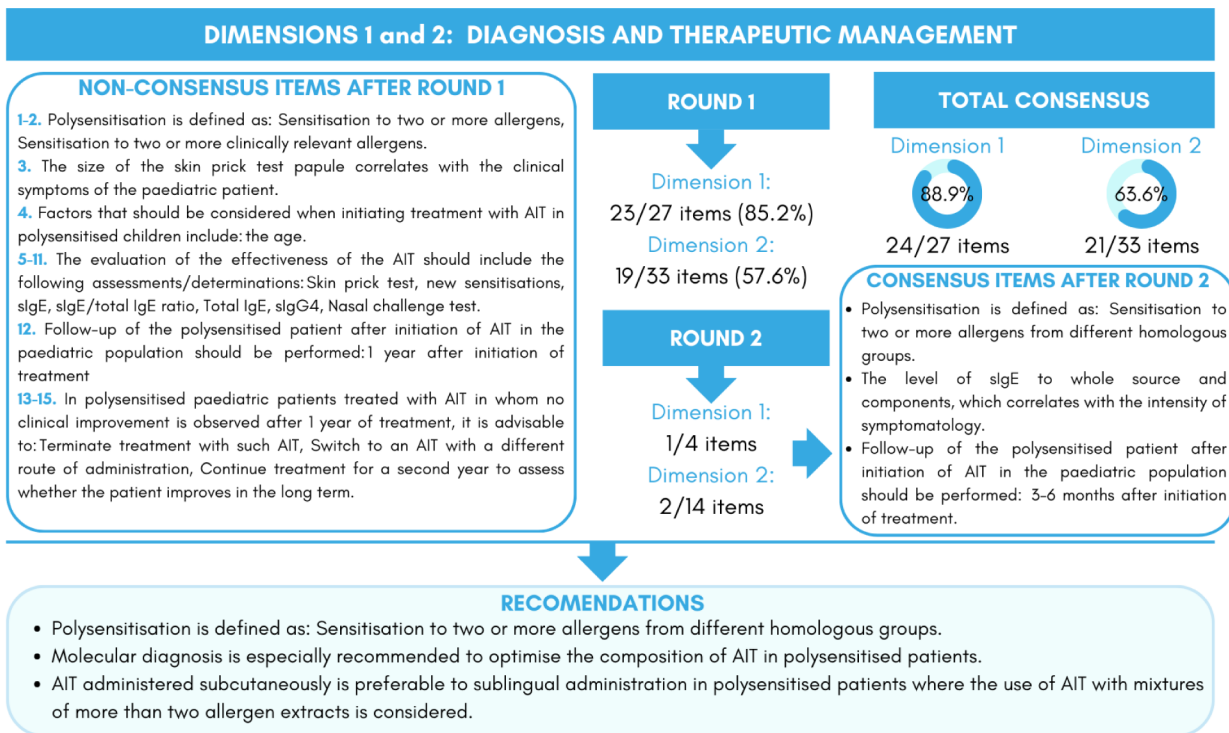 DIMENSIONS 1 and 2: DIAGNOSIS AND THERAPEUTIC MANAGEMENT
NON-CONSENSUS ITEMS AFTER ROUND 1
1-2. Polysensitisation is defined as: Sensitisation to two or more allergens,
Sensitisation to two or more clinically relevant allergens.
3. The size of the skin prick test papule correlates with the clinical
symptoms of the paediatric patient.
4. Factors that should be considered when initiating treatment with AIT in
polysensitised children include: the age.
5-11. The evaluation of the effectiveness of the AIT should include the
following assessments/determinations: Skin prick test, new sensitisations,
sIgE, sIgE/total IgE ratio, Total IgE, sIgG4, Nasal challenge test.
12. Follow-up of the polysensitised patient after initiation of AIT in the
paediatric population should be performed: 1 year after initiation of
treatment
13-15. In polysensitised paediatric patients treated with AIT in whom no
clinical improvement is observed after 1 year of treatment, it is advisable
to: Terminate treatment with such AIT, Switch to an AIT with a different
route of administration, Continue treatment for a second year to assess
whether the patient improves in the long term.
ROUND 1
Dimension 1:
23/27 items (85.2%)
Dimension 2:
19/33 items (57.6%)
ROUND 2
Dimension 1:
1/4 items
Dimension 2:
2/14 items
TOTAL CONSENSUS
Dimension 1
88.9%
24/27 items
Dimension 2
63.6%
21/33 items
CONSENSUS ITEMS AFTER ROUND 2
• Polysensitisation is defined as: Sensitisation to
two or more allergens from different homologous
groups.
• The level of sIgE to whole source and
components, which correlates with the intensity of
symptomatology.
• Follow-up of the polysensitised patient after
initiation of AIT in the paediatric population
should be performed: 3-6 months after initiation
of treatment.
RECOMENDATIONS
• Polysensitisation is defined as: Sensitisation to two or more allergens from different homologous groups.
• Molecular diagnosis is especially recommended to optimise the composition of AIT in polysensitised patients.
• AIT administered subcutaneously is preferable to sublingual administration in polysensitised patients where the use of AIT with mixtures
of more than two allergen extracts is considered.